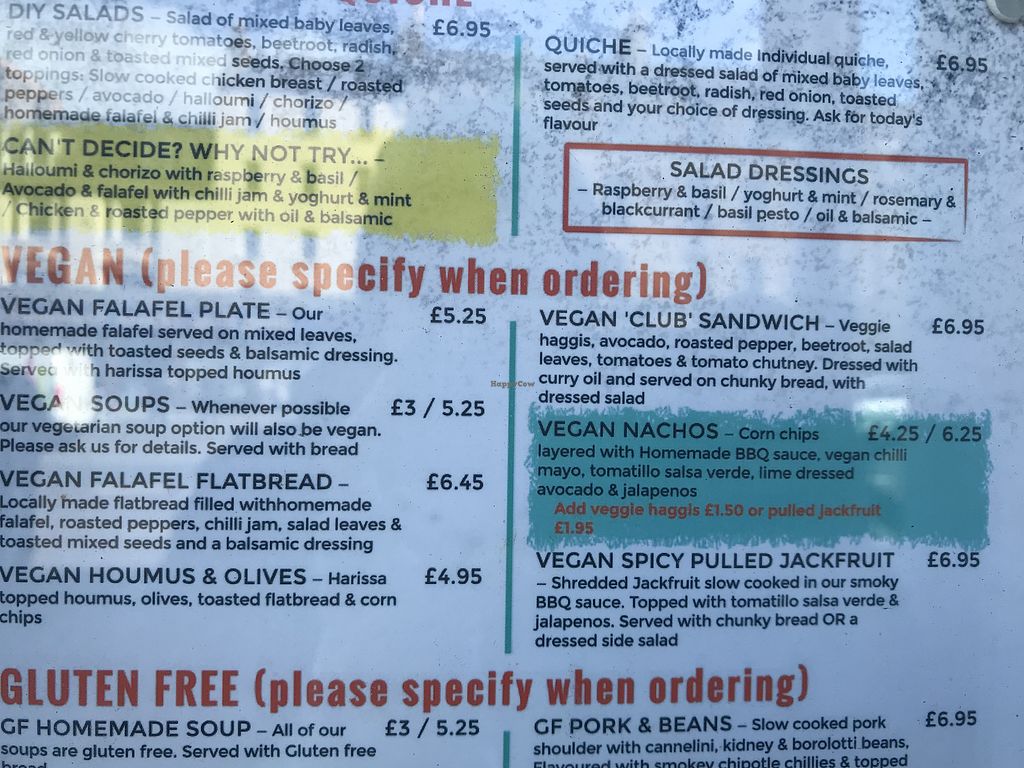 QUICHE
DIY SALADS – Salad of mixed baby leaves, £6.95
red & yellow cherry tomatoes, beetroot, radish,
red onion & toasted mixed seeds. Choose 2
toppings: Slow cooked chicken breast / roasted
peppers / avocado / halloumi / chorizo /
homemade falafel & chilli jam / houmus
CAN'T DECIDE? WHY NOT TRY... –
Halloumi & chorizo with raspberry & basil /
Avocado & falafel with chilli jam & yoghurt & mint
/ Chicken & roasted pepper with oil & balsamic
QUICHE – Locally made Individual quiche, £6.95
served with a dressed salad of mixed baby leaves,
tomatoes, beetroot, radish, red onion, toasted
seeds and your choice of dressing. Ask for today's
flavour
SALAD DRESSINGS
– Raspberry & basil / yoghurt & mint / rosemary &
blackcurrant / basil pesto / oil & balsamic –
VEGAN (please specify when ordering)
VEGAN FALAFEL PLATE – Our £5.25
homemade falafel served on mixed leaves,
topped with toasted seeds & balsamic dressing.
Served with harissa topped houmus
VEGAN SOUPS – Whenever possible £3 / 5.25
our vegetarian soup option will also be vegan.
Please ask us for details. Served with bread
VEGAN FALAFEL FLATBREAD – £6.45
Locally made flatbread filled withhomemade
falafel, roasted peppers, chilli jam, salad leaves &
toasted mixed seeds and a balsamic dressing
VEGAN HOUMUS & OLIVES – Harissa £4.95
topped houmus, olives, toasted flatbread & corn
chips
VEGAN 'CLUB' SANDWICH – Veggie £6.95
haggis, avocado, roasted pepper, beetroot, salad
leaves, tomatoes & tomato chutney. Dressed with
curry oil and served on chunky bread, with
dressed salad
HappyCow
VEGAN NACHOS – Corn chips £4.25 / 6.25
layered with Homemade BBQ sauce, vegan chilli
mayo, tomatillo salsa verde, lime dressed
avocado & jalapenos
Add veggie haggis £1.50 or pulled jackfruit
£1.95
VEGAN SPICY PULLED JACKFRUIT £6.95
– Shredded Jackfruit slow cooked in our smoky
BBQ sauce. Topped with tomatillo salsa verde &
jalapenos. Served with chunky bread OR a
dressed side salad
GLUTEN FREE (please specify when ordering)
GF HOMEMADE SOUP – All of our £3 / 5.25
soups are gluten free. Served with Gluten free
bread
GF PORK & BEANS – Slow cooked pork £6.95
shoulder with cannelini, kidney & borolotti beans,
Flavoured with smokey chipotle chillies & topped